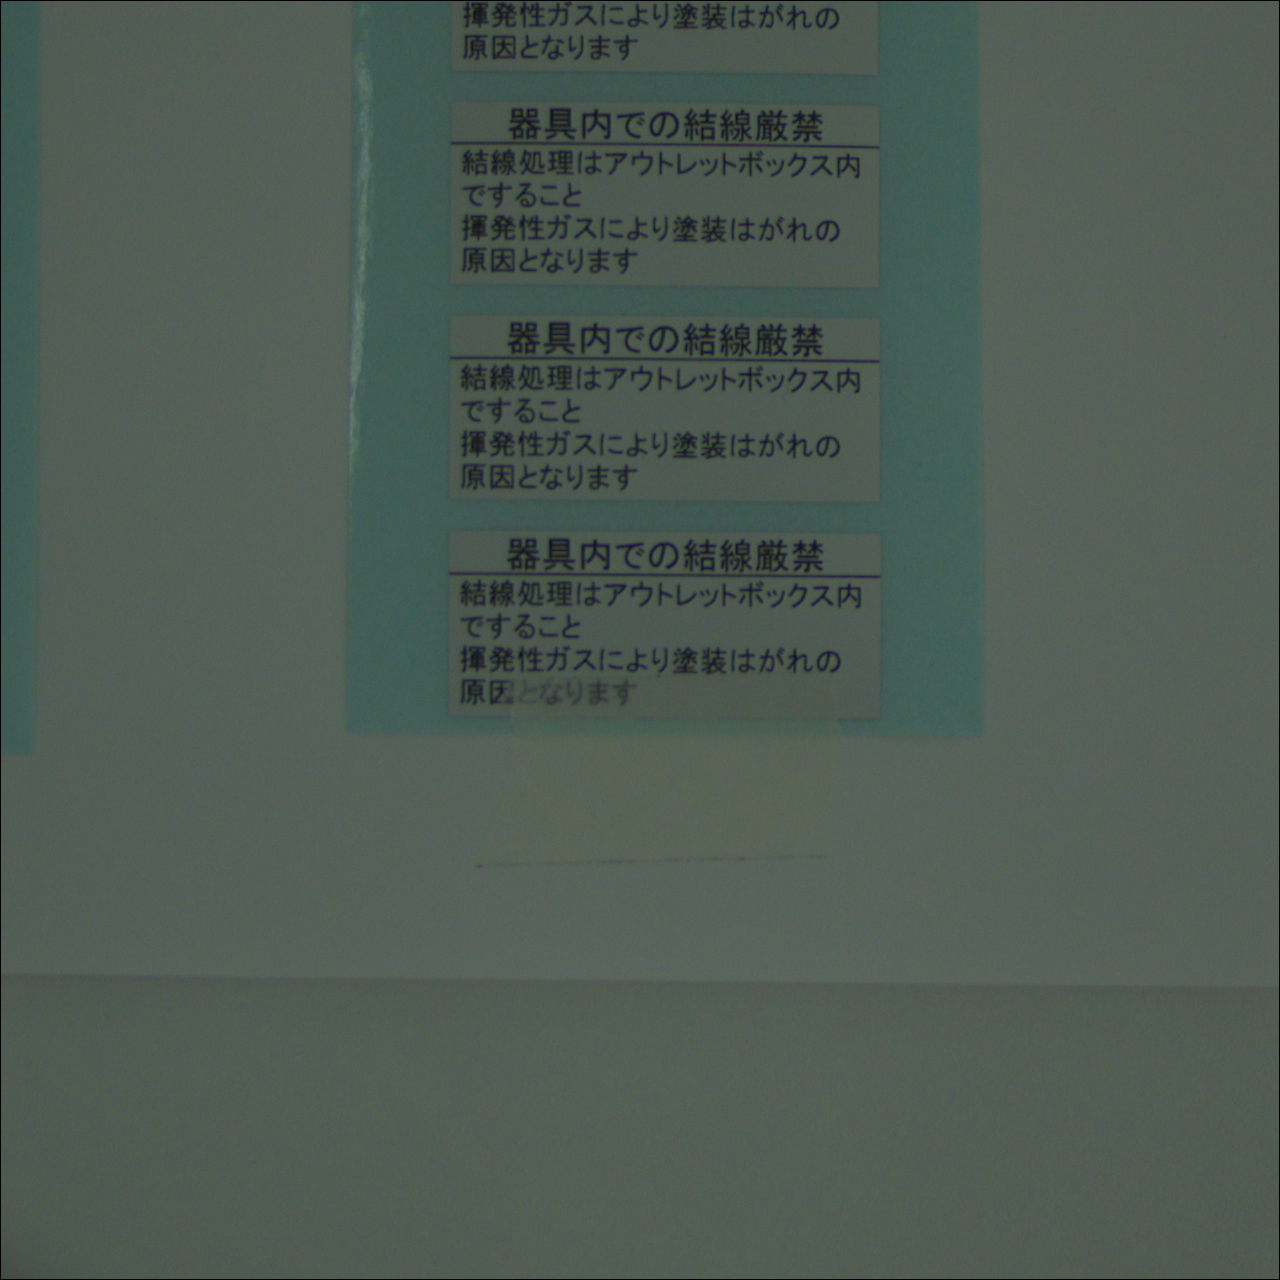 揮発性ガスにより塗装はがれの
原因となります
器具内での結線厳禁
結線処理はアウトレットボックス内
ですること
揮発性ガスにより塗装はがれの
原因となります
器具内での結線厳禁
結線処理はアウトレットボックス内
ですること
揮発性ガスにより塗装はがれの
原因となります
器具内での結線厳禁
結線処理はアウトレットボックス内
ですること
揮発性ガスにより塗装はがれの
原因となります